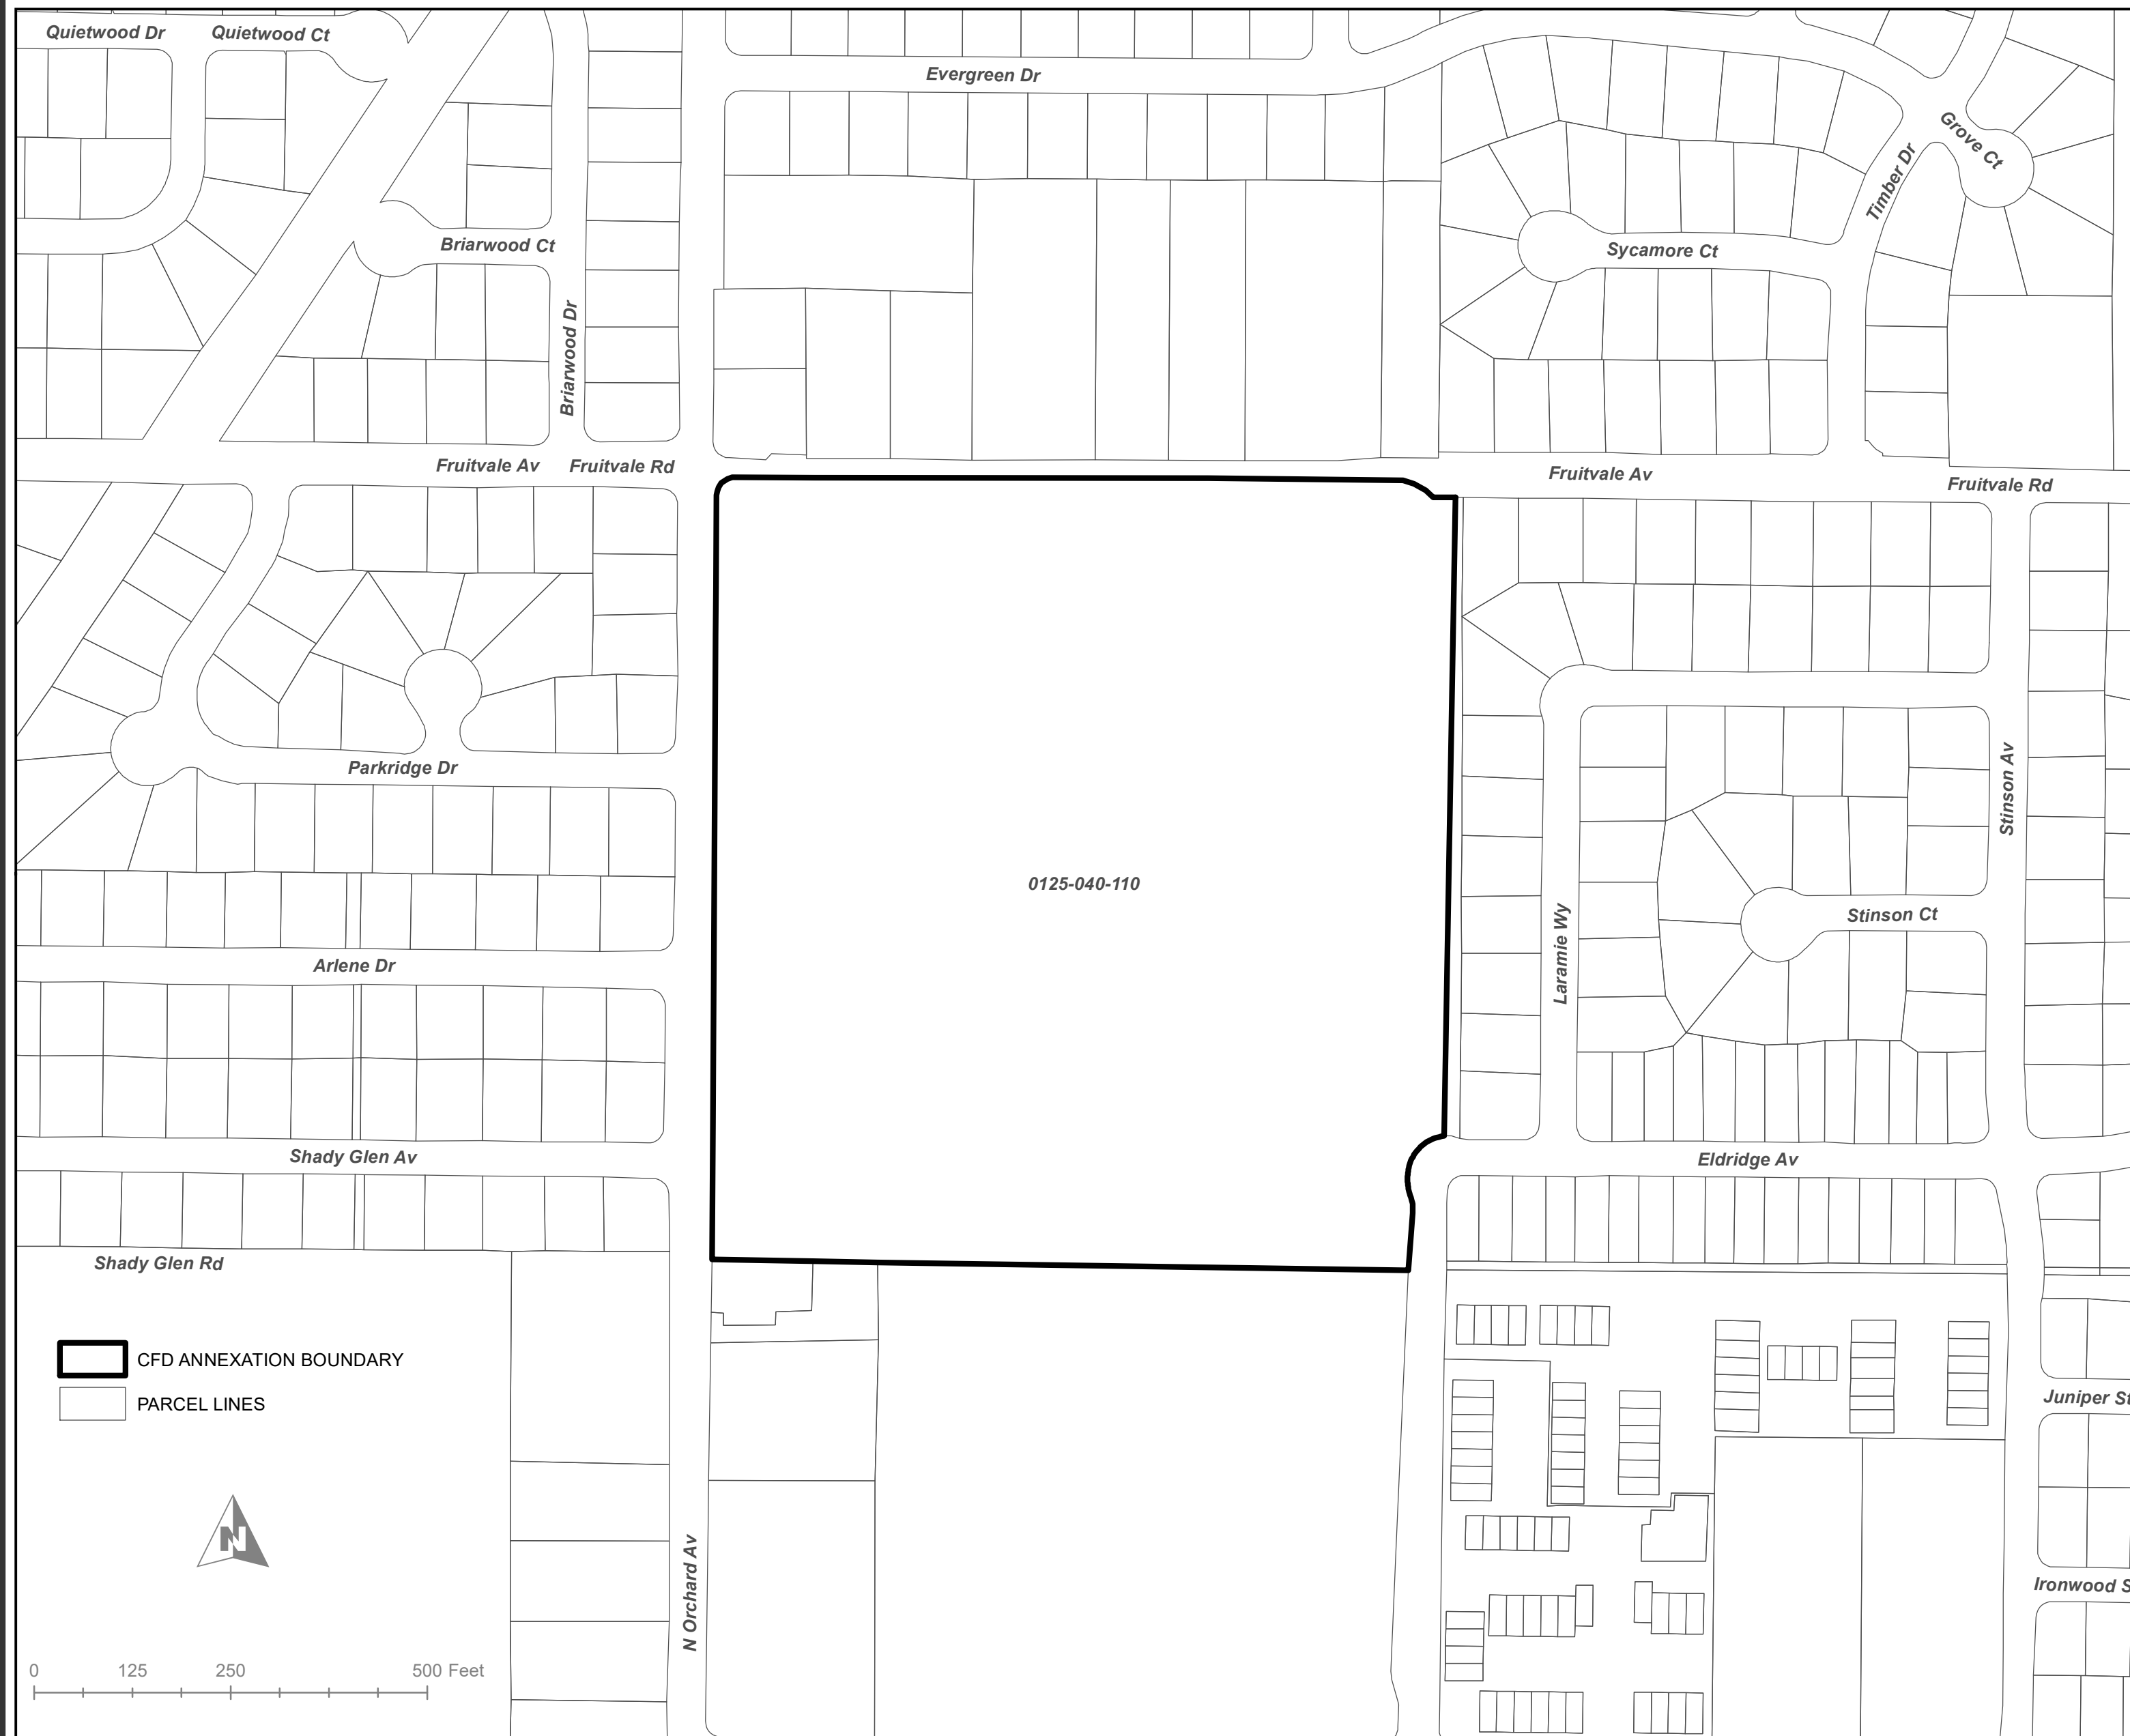 Quietwood Dr
Quietwood Ct
Evergreen Dr
Grove Ct
Timber Dr
Briarwood Ct
Sycamore Ct
Briarwood Dr
Fruitvale Av
Fruitvale Rd
Fruitvale Av
Fruitvale Rd
Parkridge Dr
Stinson Av
0125-040-110
Stinson Ct
Laramie Wy
Arlene Dr
Shady Glen Av
Eldridge Av
Shady Glen Rd
CFD ANNEXATION BOUNDARY
PARCEL LINES
Juniper St
N
N Orchard Av
Ironwood S
0 125 250 500 Feet